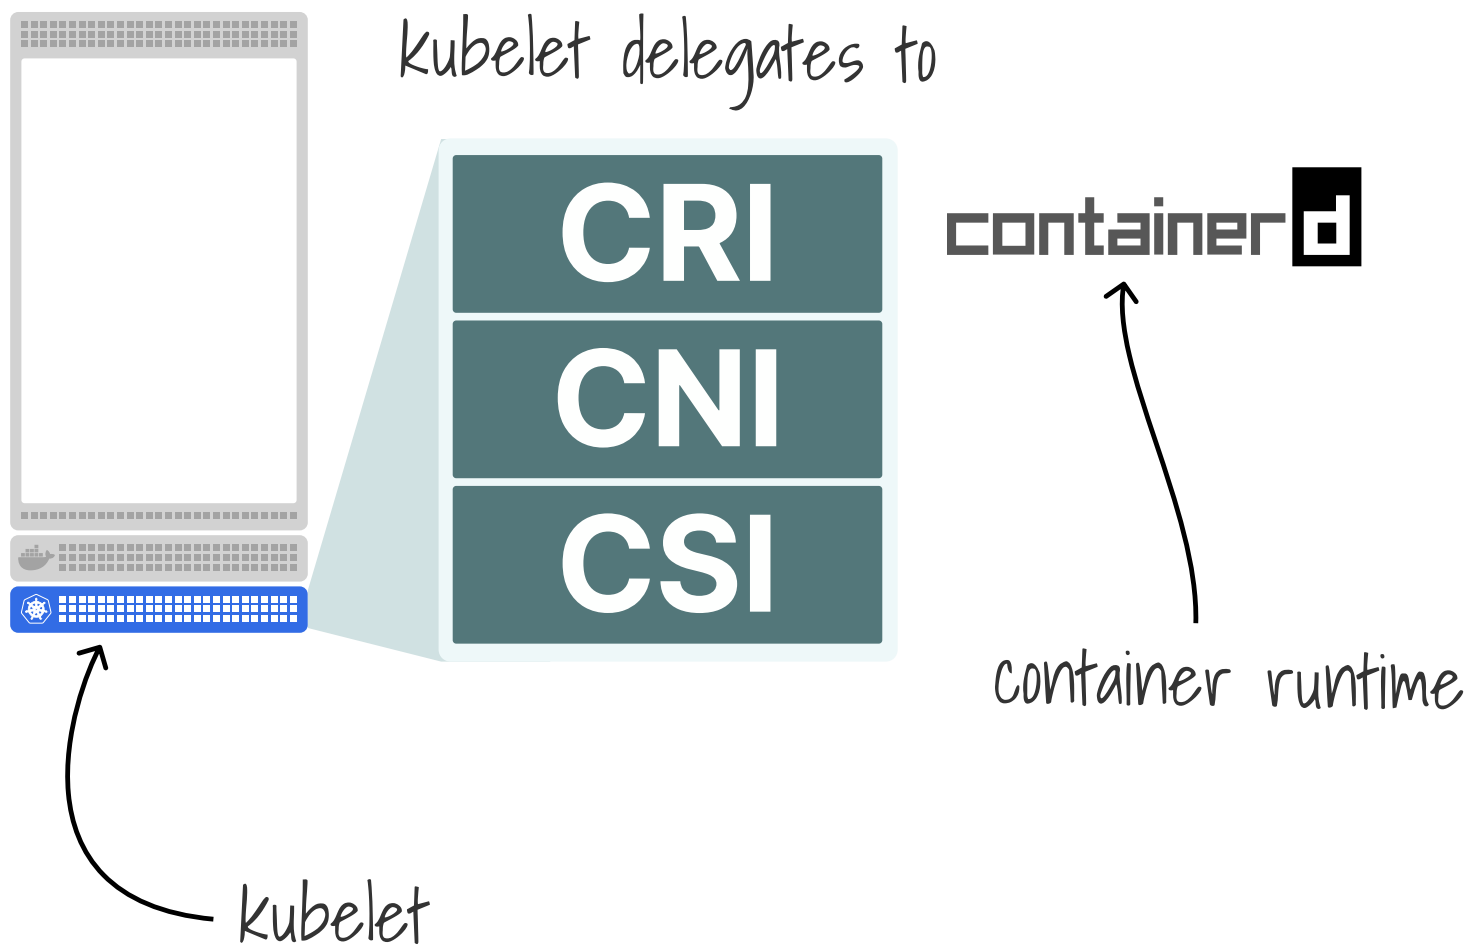 kubelet delegates to
CRI
containerd
CNI
CSI
container runtime
kubelet